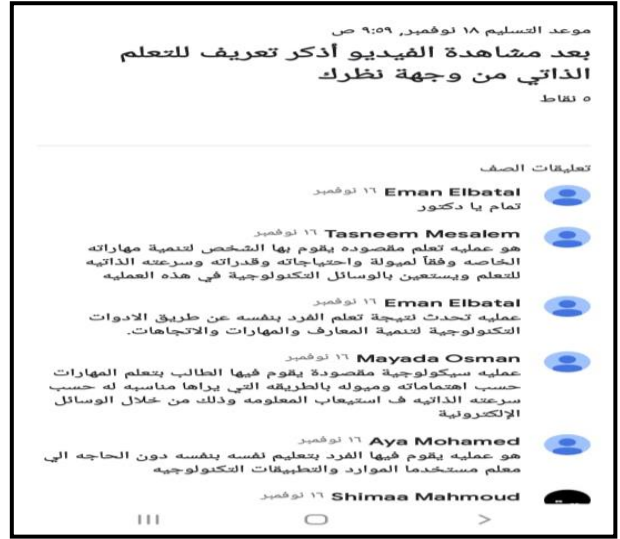 موعد التسليم ١٨ نوفمبر, ٩:٥٩ ص
بعد مشاهدة الفيديو أذكر تعريف للتعلم
الذاتي من وجهة نظرك
٥ نقاط
تعليقات الصف
Eman Elbatal ١٦ نوفمبر
تمام يا دكتور
Tasneem Mesalem ١٦ نوفمبر
هو عمليه تعلم مقصوده يقوم بها الشخص لتنمية مهاراته
الخاصه وفقاً لميولة واحتياجاته وقدراته وسرعته الذاتيه
للتعلم ويستعين بالوسائل التكنولوجية في هذه العمليه
Eman Elbatal ١٦ نوفمبر
عمليه تحدث نتيجة تعلم الفرد بنفسه عن طريق الادوات
التكنولوجية لتنمية المعارف والمهارات والاتجاهات.
Mayada Osman ١٦ نوفمبر
عمليه سيكولوجية مقصودة يقوم فيها الطالب بتعلم المهارات
حسب اهتماماته وميوله بالطريقه التي يراها مناسبه له حسب
سرعته الذاتيه ف استيعاب المعلومه وذلك من خلال الوسائل
الإلكترونية
Aya Mohamed ١٦ نوفمبر
هو عمليه يقوم فيها الفرد بتعليم نفسه بنفسه دون الحاجه الي
معلم مستخدما الموارد والتطبيقات التكنولوجيه
Shimaa Mahmoud ١٦ نوفمبر